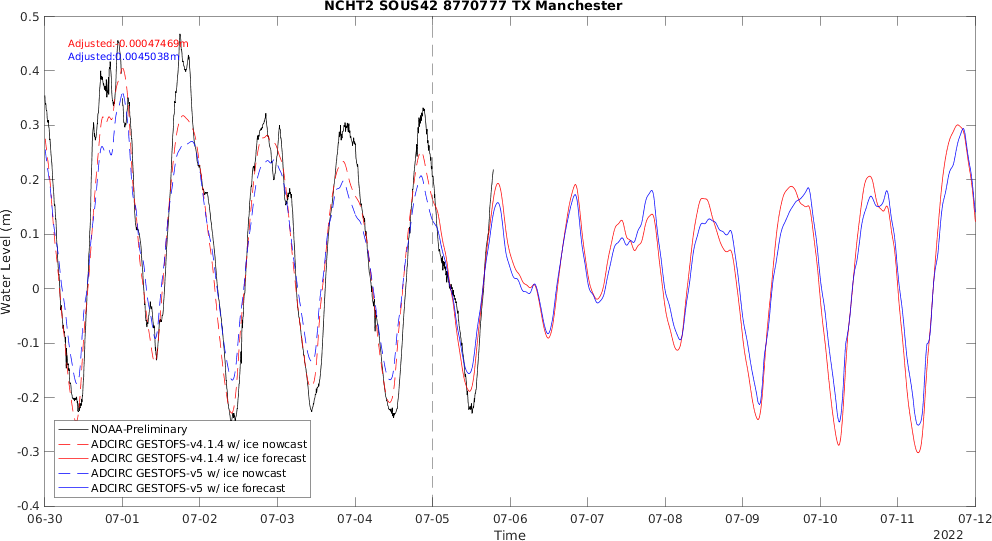 NCHT2 SOUS42 8770777 TX Manchester
Adjusted:-0.00047469m
Adjusted:0.0045038m
Water Level (m)
0.5
0.4
0.3
0.2
0.1
0
-0.1
-0.2
-0.3
-0.4
NOAA-Preliminary
ADCIRC GESTOFS-v4.1.4 w/ ice nowcast
ADCIRC GESTOFS-v4.1.4 w/ ice forecast
ADCIRC GESTOFS-v5 w/ ice nowcast
ADCIRC GESTOFS-v5 w/ ice forecast
06-30 07-01 07-02 07-03 07-04 07-05 07-06 07-07 07-08 07-09 07-10 07-11 07-12
Time
2022